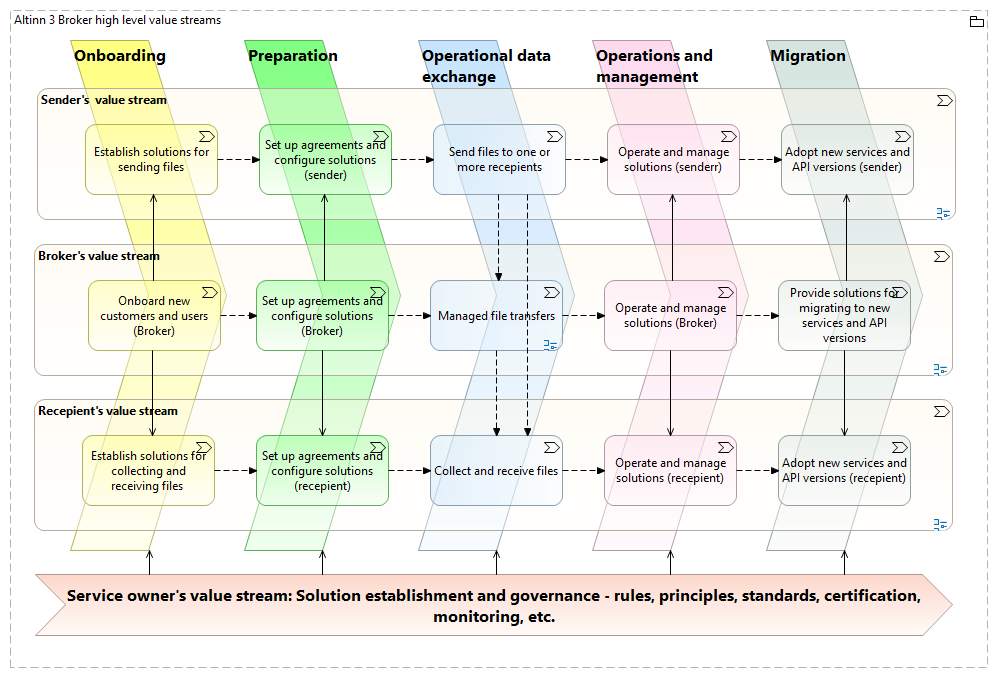 Altinn 3 Broker high level value streams
Onboarding
Preparation
Operational data
exchange
Operations and
management
Migration
Sender's  value stream
Establish solutions for
sending files
Set up agreements and
configure solutions
(sender)
Send files to one or
more recepients
Operate and manage
solutions (senderr)
Adopt new services and
API versions (sender)
Broker's value stream
Onboard new
customers and users
(Broker)
Set up agreements and
configure solutions
(Broker)
Managed file transfers
Operate and manage
solutions (Broker)
Provide solutions for
migrating to new
services and API
versions
Recepient's value stream
Establish solutions for
collecting and
receiving files
Set up agreements and
configure solutions
(recepient)
Collect and receive files
Operate and manage
solutions (recepient)
Adopt new services and
API versions (recepient)
Service owner's value stream: Solution establishment and governance - rules, principles, standards, certification,
monitoring, etc.